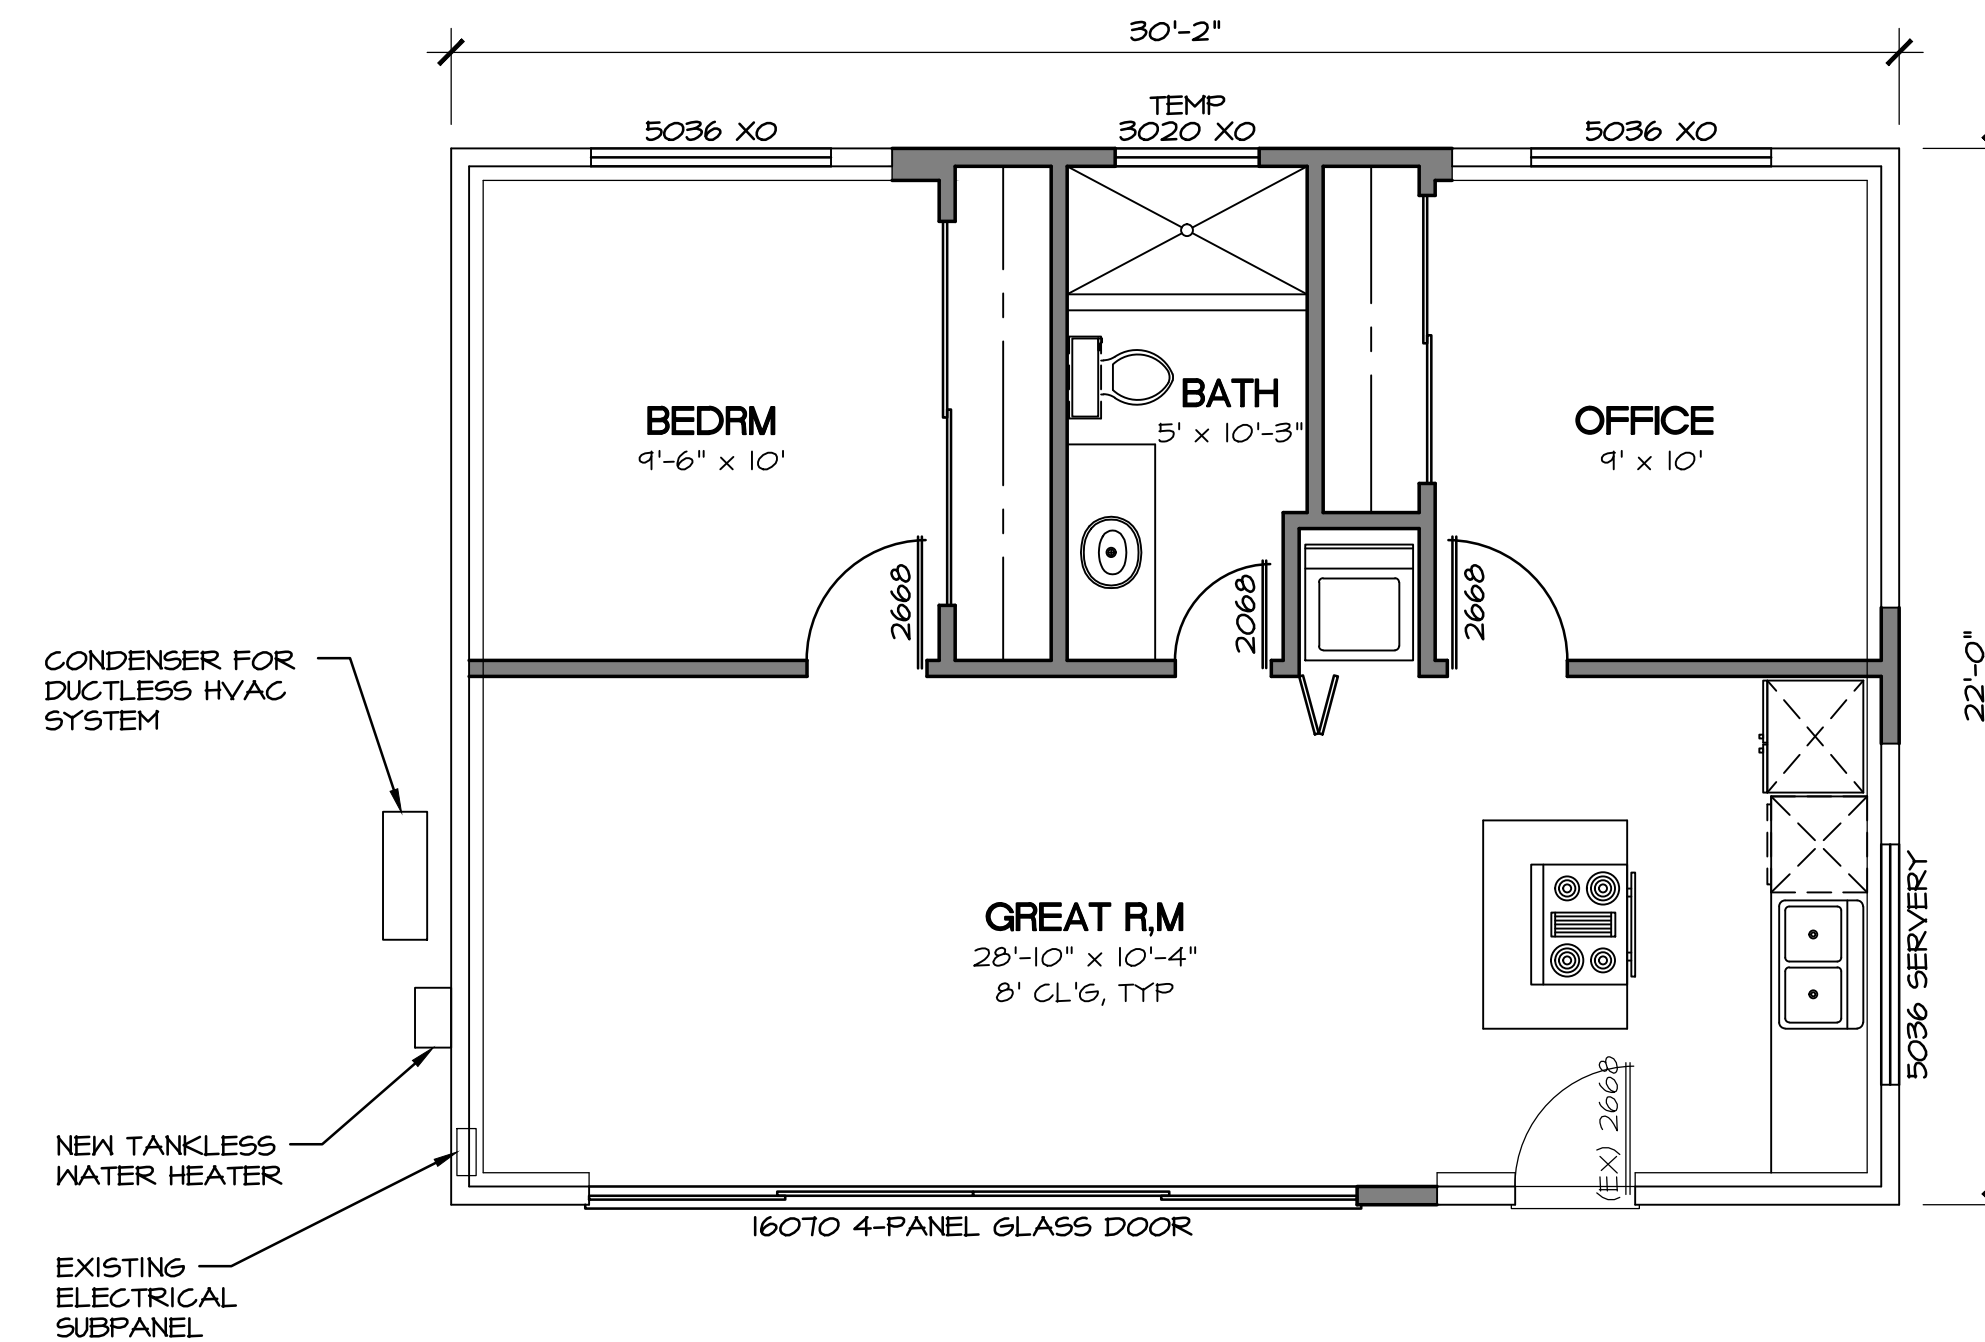 30'-2"
TEMP
5036 XO
3020 XO
5036 XO
BEDRM
9'-6" x 10'
BATH
5' x 10'-3"
OFFICE
9' x 10'
2668
2068
2668
22'-0"
CONDENSER FOR
DUCTLESS HVAC
SYSTEM
GREAT R,M
28'-10" x 10'-4"
8' CL'G, TYP
5036 SERVERY
(EX) 2668
NEW TANKLESS
WATER HEATER
16070 4-PANEL GLASS DOOR
EXISTING
ELECTRICAL
SUBPANEL